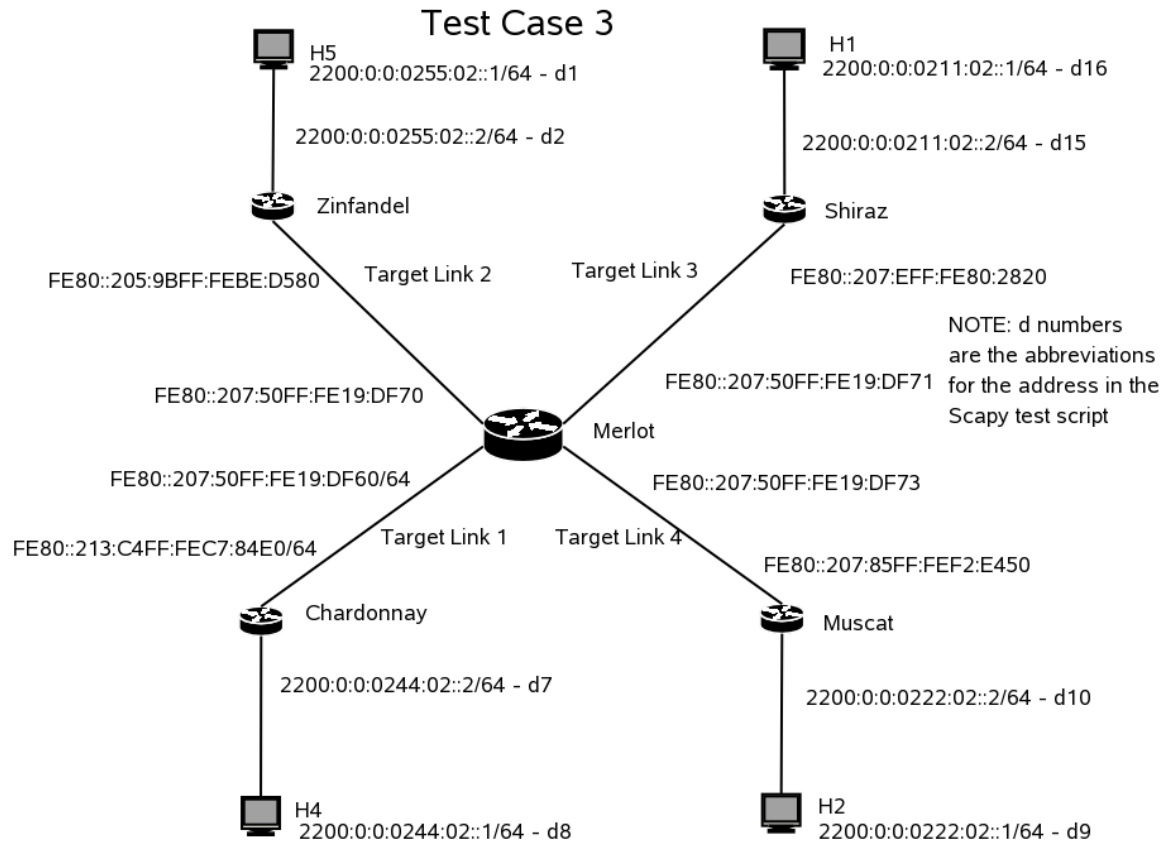 Test Case 3
H5
2200:0:0:0255:02::1/64 - d1
H1
2200:0:0:0211:02::1/64 - d16
2200:0:0:0255:02::2/64 - d2
2200:0:0:0211:02::2/64 - d15
Zinfandel
Shiraz
FE80::205:9BFF:FEBE:D580
Target Link 2
Target Link 3
FE80::207:EFF:FE80:2820
NOTE: d numbers
are the abbreviations
for the address in the
Scapy test script
FE80::207:50FF:FE19:DF70
FE80::207:50FF:FE19:DF71
Merlot
FE80::207:50FF:FE19:DF60/64
FE80::207:50FF:FE19:DF73
FE80::213:C4FF:FEC7:84E0/64
Target Link 1
Target Link 4
FE80::207:85FF:FEF2:E450
Chardonnay
Muscat
2200:0:0:0244:02::2/64 - d7
2200:0:0:0222:02::2/64 - d10
H4
2200:0:0:0244:02::1/64 - d8
H2
2200:0:0:0222:02::1/64 - d9